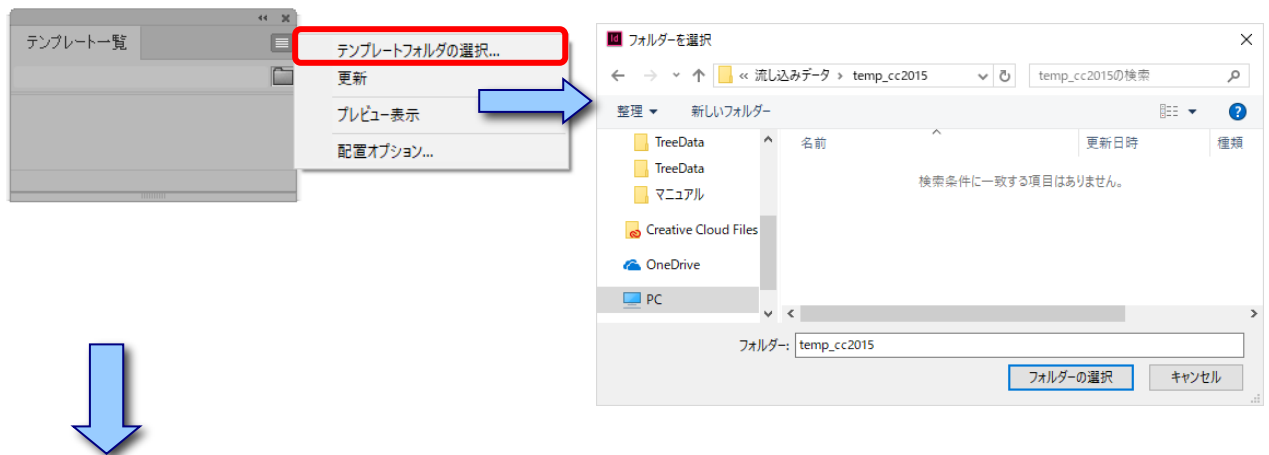 テンプレート一覧
テンプレートフォルダの選択...
更新
プレビュー表示
配置オプション...
Id フォルダーを選択
« 流し込みデータ › temp_cc2015
temp_cc2015の検索
整理 新しいフォルダー
名前 更新日時 種類
検索条件に一致する項目はありません。
TreeData
TreeData
マニュアル
Creative Cloud Files
OneDrive
PC
フォルダー: temp_cc2015
フォルダーの選択 キャンセル